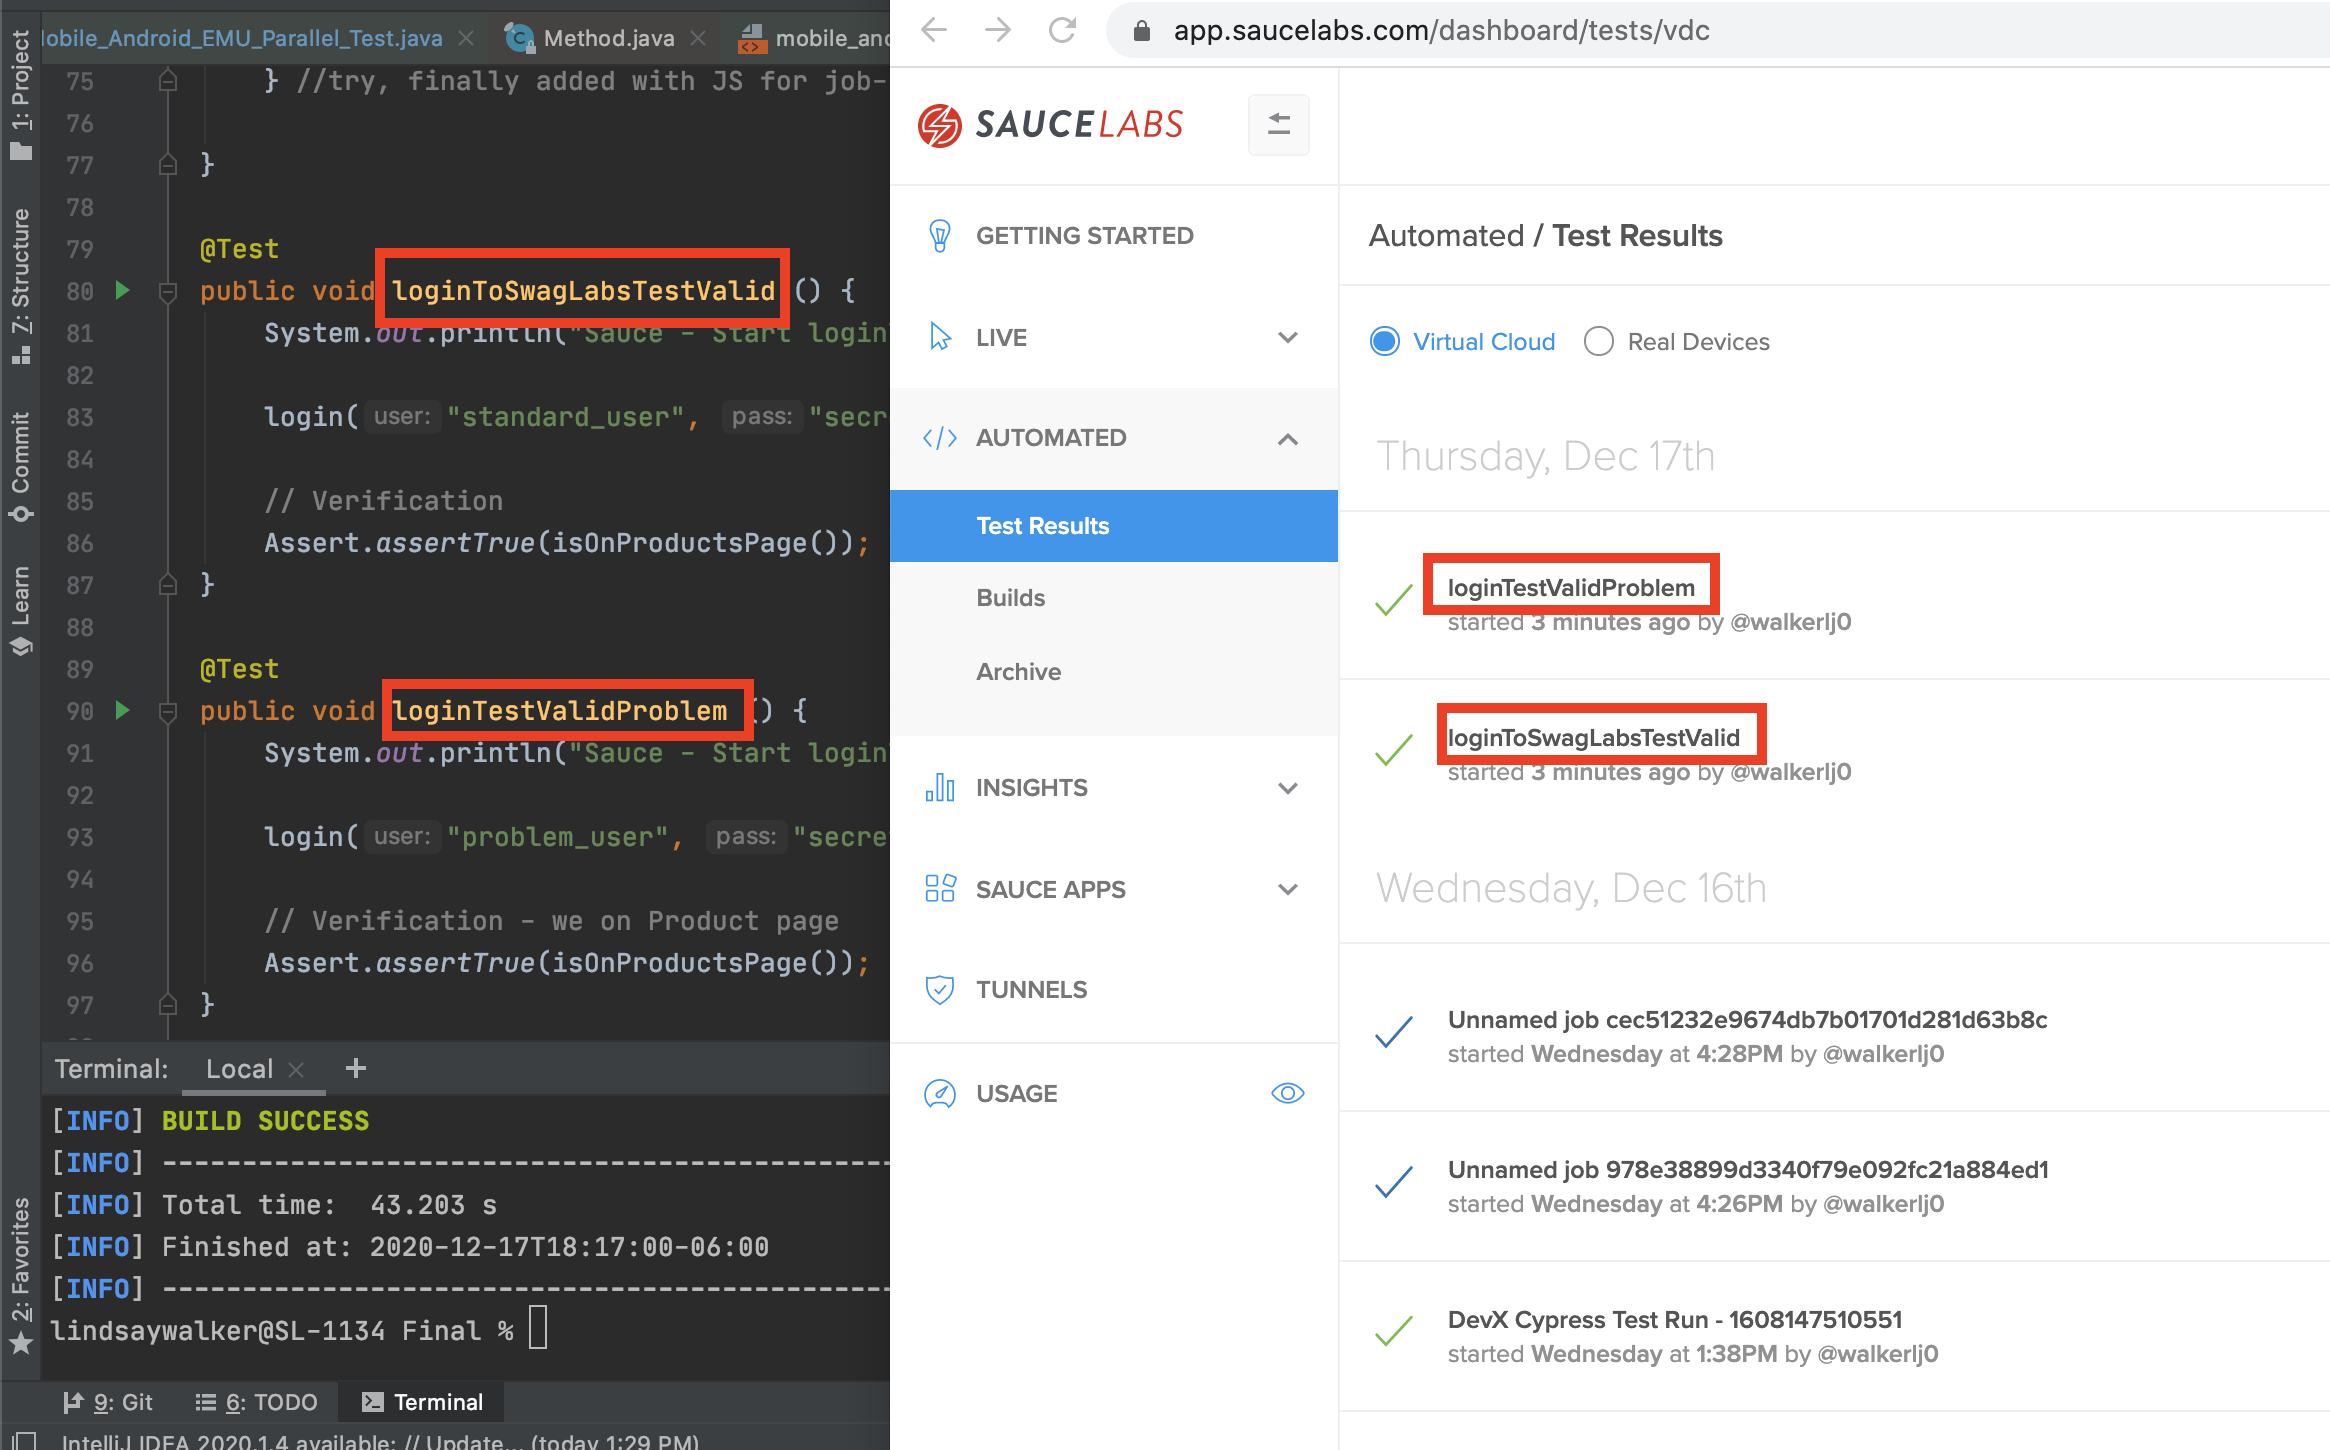 1: Project
7: Structure
Commit
Learn
2: Favorites
lobile_Android_EMU_Parallel_Test.java
Method.java
mobile_and
75 } //try, finally added with JS for job-
76
77 }
78
79 @Test
80 public void loginToSwagLabsTestValid () {
81 System.out.println("Sauce - Start login
82
83 login( user: "standard_user", pass: "secr
84
85 // Verification
86 Assert.assertTrue(isOnProductsPage());
87 }
88
89 @Test
90 public void loginTestValidProblem () {
91 System.out.println("Sauce - Start login
92
93 login( user: "problem_user", pass: "secre
94
95 // Verification - we on Product page
96 Assert.assertTrue(isOnProductsPage());
97 }
Terminal: Local +
[INFO] BUILD SUCCESS
[INFO] ----------------------------------------------
[INFO] Total time:  43.203 s
[INFO] Finished at: 2020-12-17T18:17:00-06:00
[INFO] ----------------------------------------------
lindsaywalker@SL-1134 Final %
9: Git
6: TODO
Terminal
IntelliJ IDEA 2020.1.4 available: // Update... (today 1:29 PM)
app.saucelabs.com/dashboard/tests/vdc
SAUCE LABS
GETTING STARTED
LIVE
</> AUTOMATED
Test Results
Builds
Archive
INSIGHTS
SAUCE APPS
TUNNELS
USAGE
Automated / Test Results
Virtual Cloud
Real Devices
Thursday, Dec 17th
loginTestValidProblem
started 3 minutes ago by @walkerlj0
loginToSwagLabsTestValid
started 3 minutes ago by @walkerlj0
Wednesday, Dec 16th
Unnamed job cec51232e9674db7b01701d281d63b8c
started Wednesday at 4:28PM by @walkerlj0
Unnamed job 978e38899d3340f79e092fc21a884ed1
started Wednesday at 4:26PM by @walkerlj0
DevX Cypress Test Run - 1608147510551
started Wednesday at 1:38PM by @walkerlj0